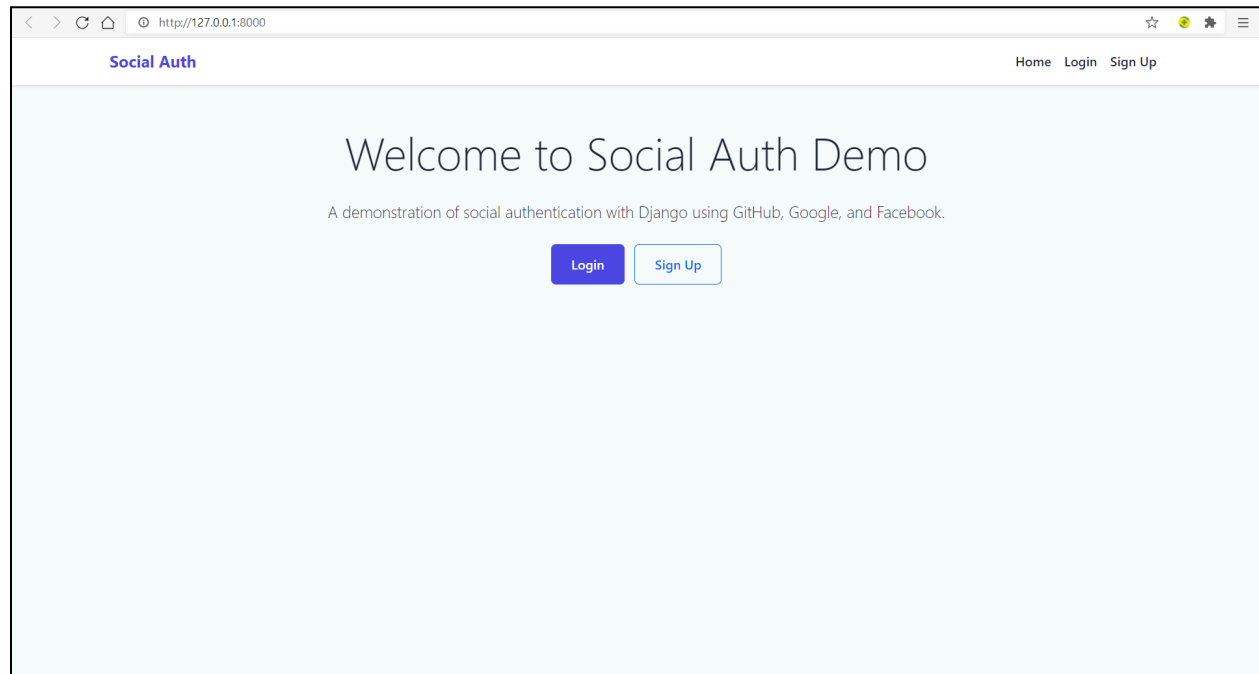 http://127.0.0.1:8000
Social Auth
Home Login Sign Up
Welcome to Social Auth Demo
A demonstration of social authentication with Django using GitHub, Google, and Facebook.
Login Sign Up